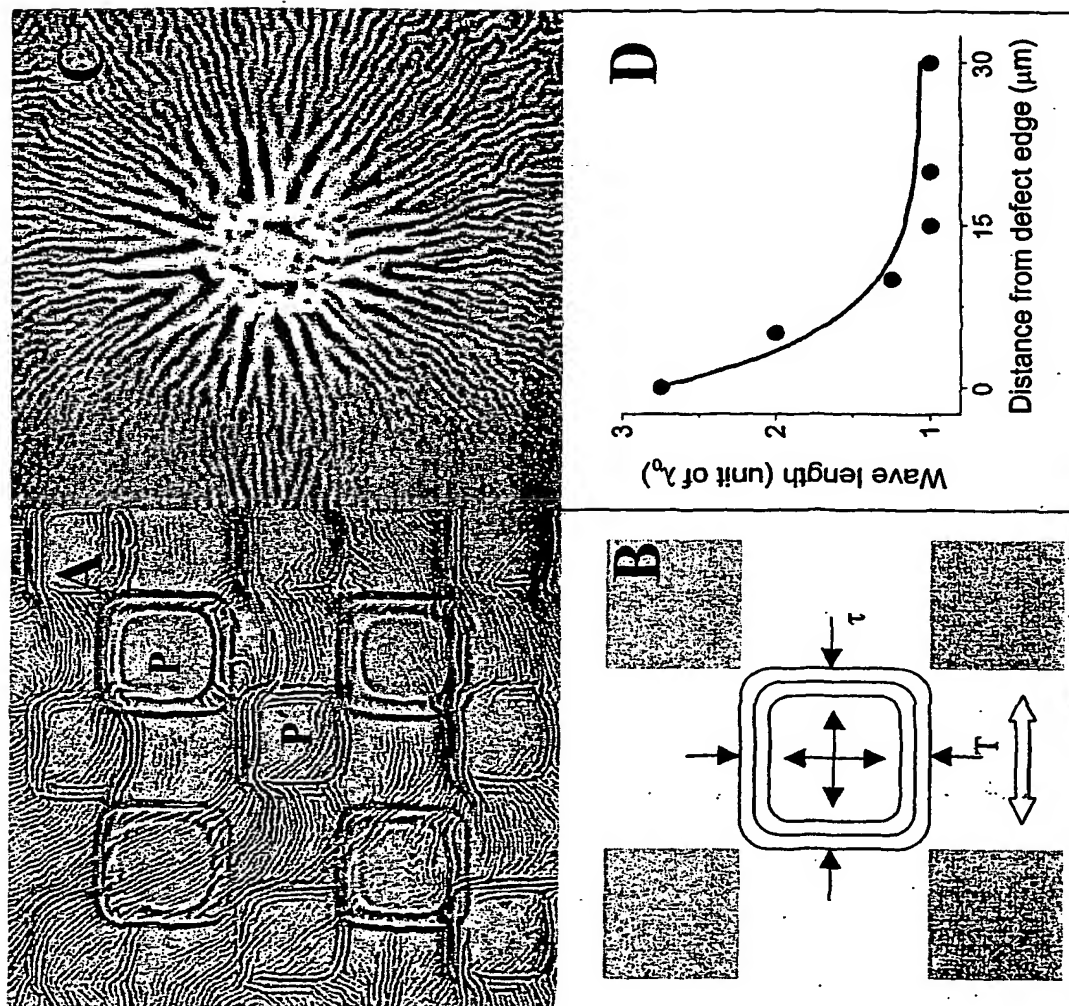 A
P
P
C
B
τ
T
D
Wave length (unit of λ₀)
3
2
1
0
15
30
Distance from defect edge (μm)